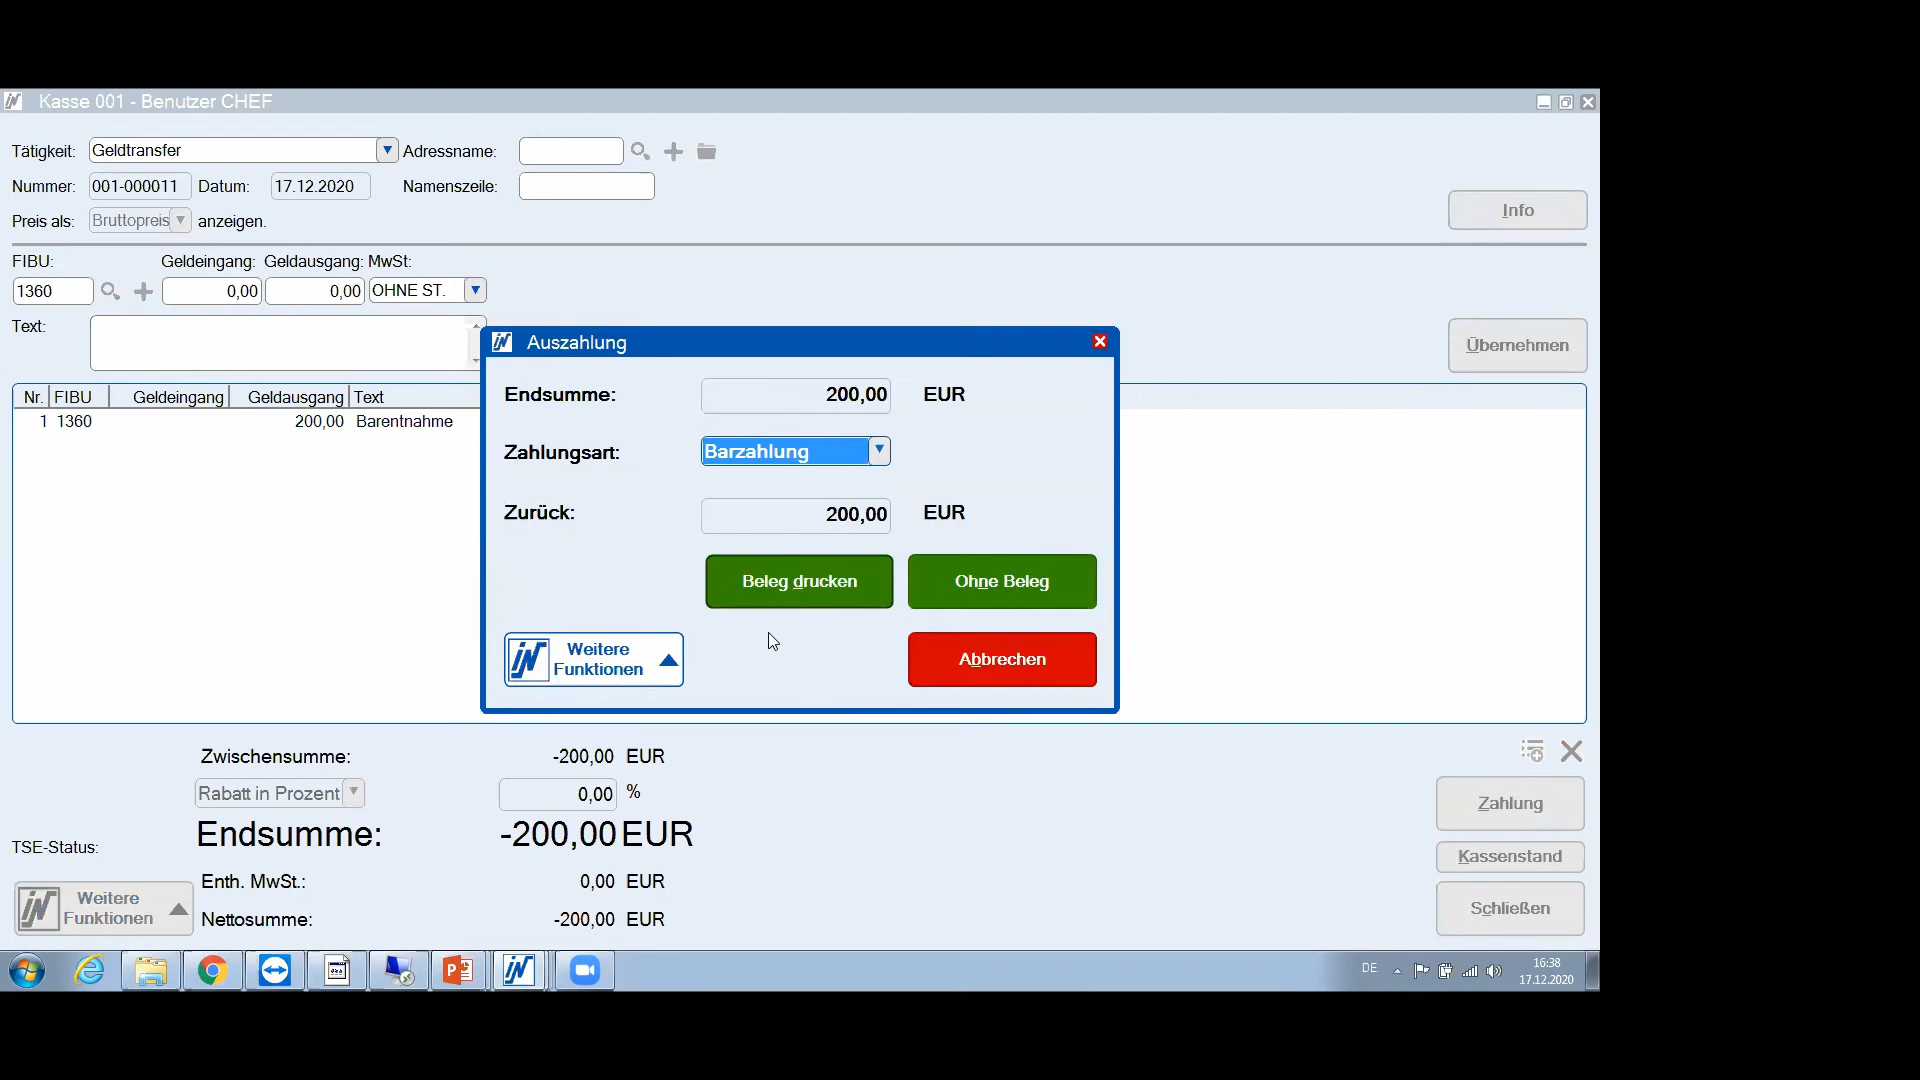 Kasse 001 - Benutzer CHEF
Tätigkeit: Geldtransfer Adressname:
Nummer: 001-000011 Datum: 17.12.2020 Namenszeile:
Preis als: Bruttopreis anzeigen.
Info
FIBU: Geldeingang: Geldausgang: MwSt:
1360 0,00 0,00 OHNE ST.
Text:
Übernehmen
Nr. FIBU Geldeingang Geldausgang Text
1 1360 200,00 Barentnahme
Auszahlung
Endsumme: 200,00 EUR
Zahlungsart: Barzahlung
Zurück: 200,00 EUR
Beleg drucken Ohne Beleg
Weitere
Funktionen
Abbrechen
Zwischensumme: -200,00 EUR
Rabatt in Prozent 0,00 %
Zahlung
Endsumme: -200,00 EUR
TSE-Status:
Kassenstand
Enth. MwSt.: 0,00 EUR
Weitere
Funktionen
Nettosumme: -200,00 EUR
Schließen
DE
16:38
17.12.2020